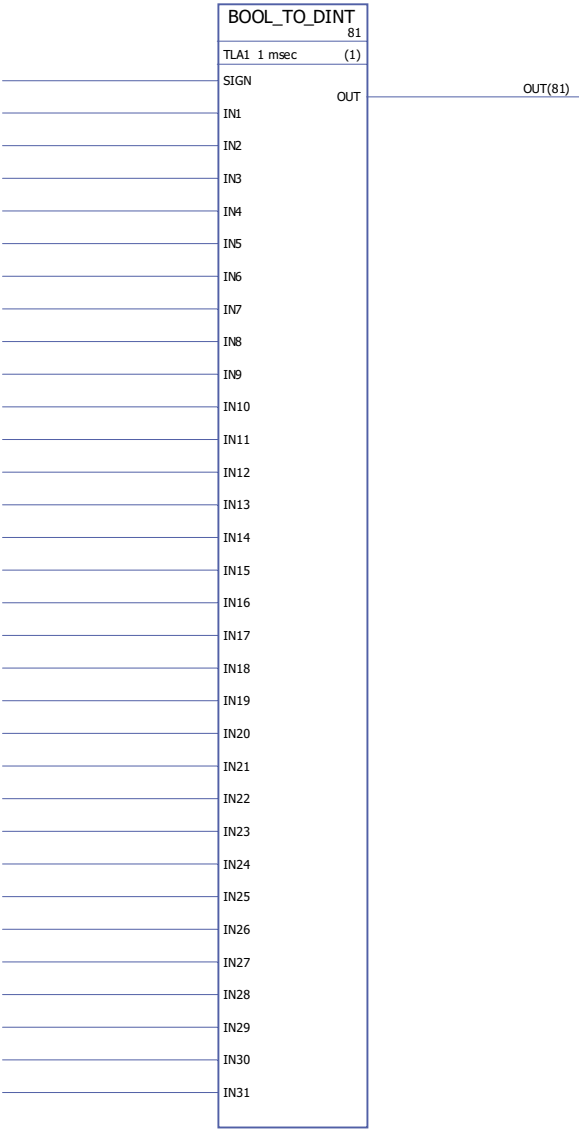 BOOL_TO_DINT
81
TLA1 1 msec (1)
SIGN
OUT
OUT(81)
IN1
IN2
IN3
IN4
IN5
IN6
IN7
IN8
IN9
IN10
IN11
IN12
IN13
IN14
IN15
IN16
IN17
IN18
IN19
IN20
IN21
IN22
IN23
IN24
IN25
IN26
IN27
IN28
IN29
IN30
IN31